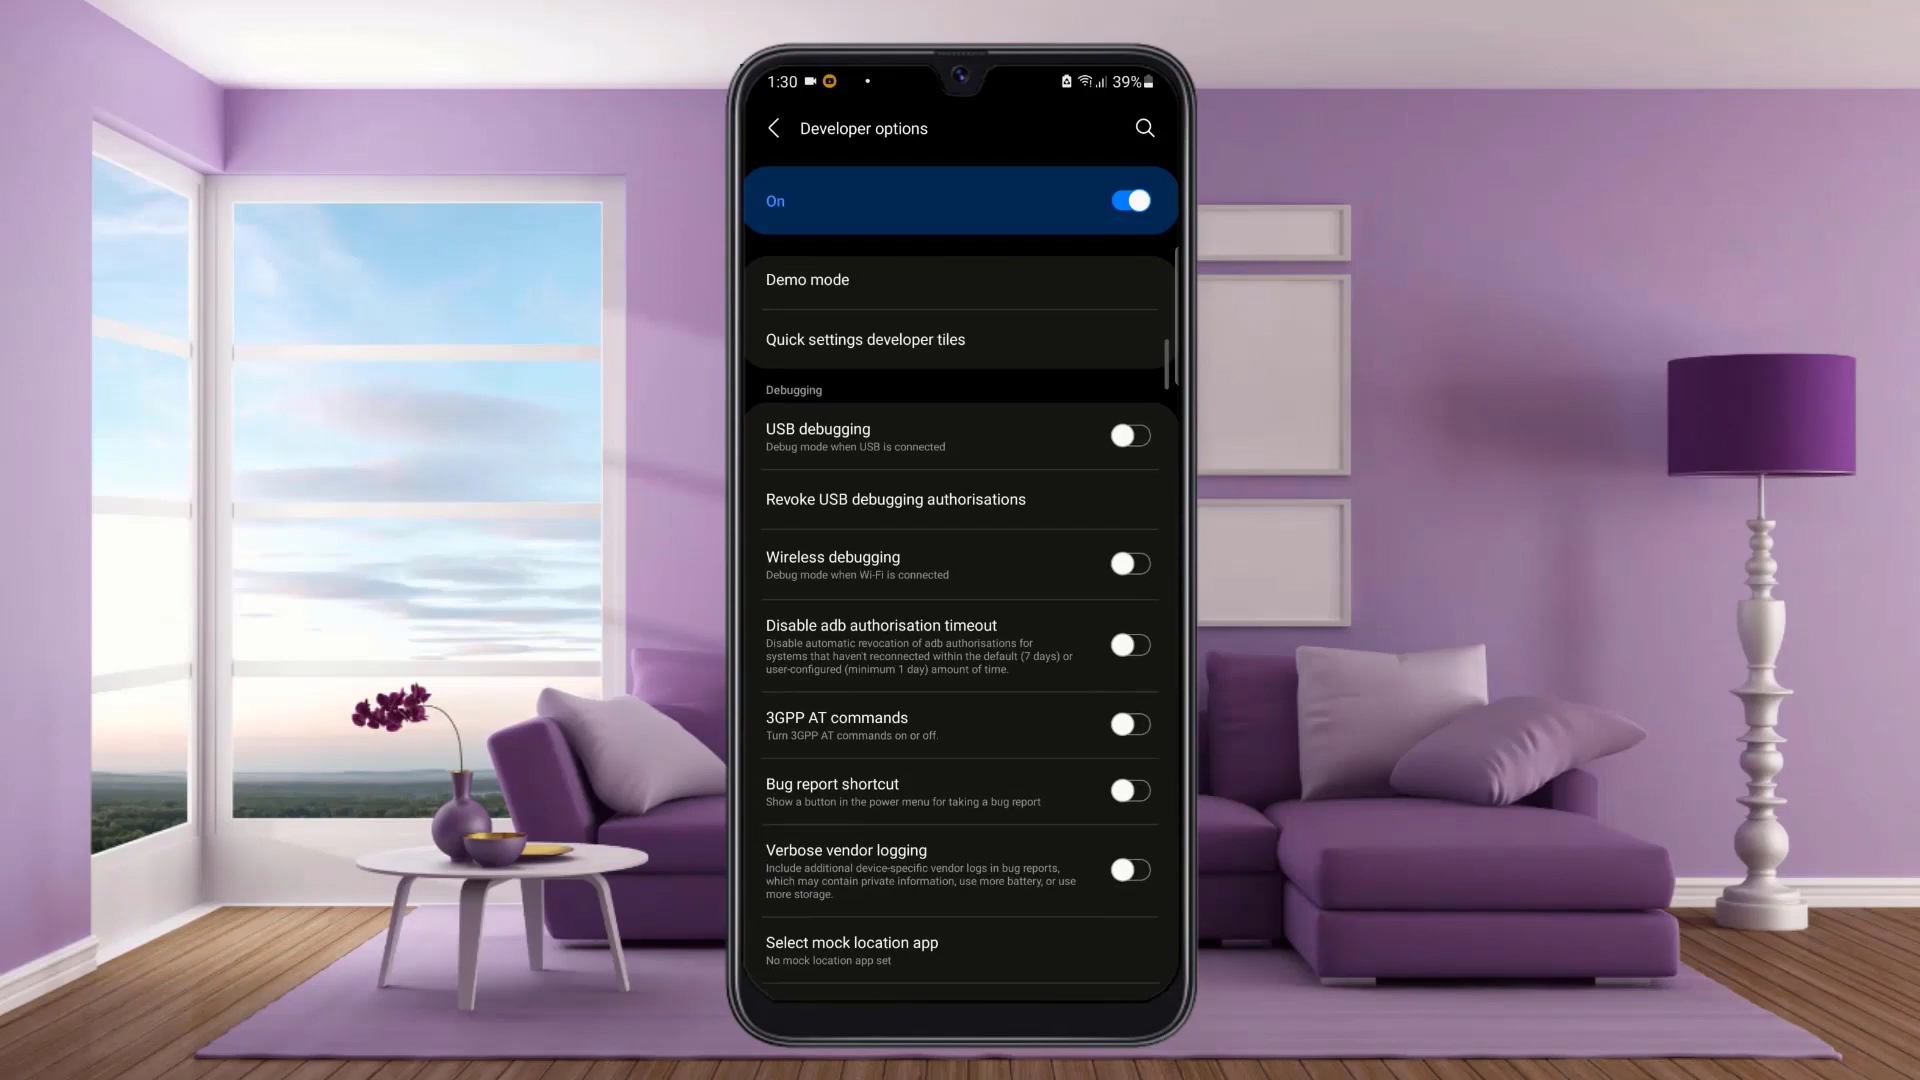 1:30
39%
Developer options
On
Demo mode
Quick settings developer tiles
Debugging
USB debugging
Debug mode when USB is connected
Revoke USB debugging authorisations
Wireless debugging
Debug mode when Wi-Fi is connected
Disable adb authorisation timeout
Disable automatic revocation of adb authorisations for
systems that haven't reconnected within the default (7 days) or
user-configured (minimum 1 day) amount of time.
3GPP AT commands
Turn 3GPP AT commands on or off.
Bug report shortcut
Show a button in the power menu for taking a bug report
Verbose vendor logging
Include additional device-specific vendor logs in bug reports,
which may contain private information, use more battery, or use
more storage.
Select mock location app
No mock location app set